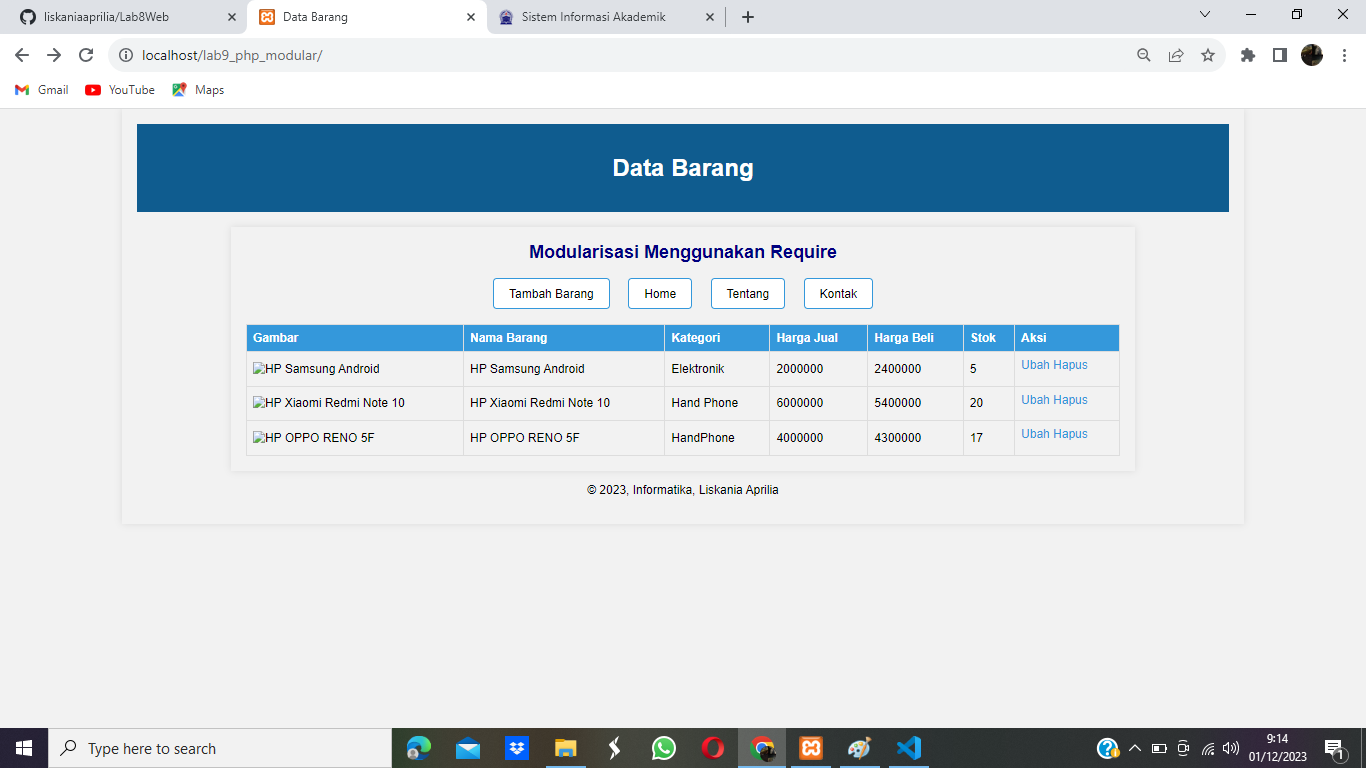 liskaniaaprilia/Lab8Web
Data Barang
Sistem Informasi Akademik
localhost/lab9_php_modular/
Gmail YouTube Maps
Data Barang
Modularisasi Menggunakan Require
Tambah Barang Home Tentang Kontak
Gambar Nama Barang Kategori Harga Jual Harga Beli Stok Aksi
HP Samsung Android HP Samsung Android Elektronik 2000000 2400000 5 Ubah Hapus
HP Xiaomi Redmi Note 10 HP Xiaomi Redmi Note 10 Hand Phone 6000000 5400000 20 Ubah Hapus
HP OPPO RENO 5F HP OPPO RENO 5F HandPhone 4000000 4300000 17 Ubah Hapus
© 2023, Informatika, Liskania Aprilia
Type here to search
9:14
01/12/2023
1